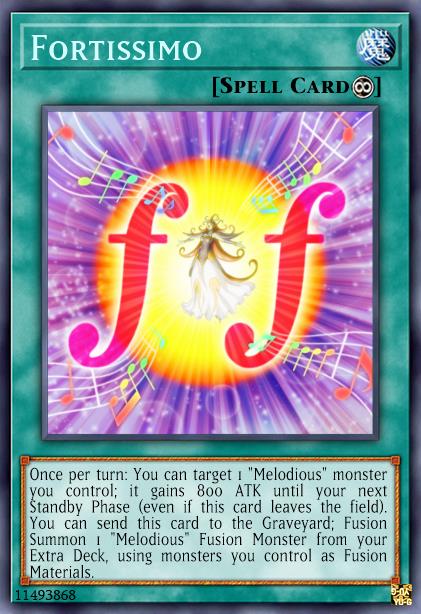 Fortissimo
魔
[Spell Card]
ff
Once per turn: You can target 1 "Melodious" monster
you control; it gains 800 ATK until your next
Standby Phase (even if this card leaves the field).
You can send this card to the Graveyard; Fusion
Summon 1 "Melodious" Fusion Monster from your
Extra Deck, using monsters you control as Fusion
Materials.
11493868